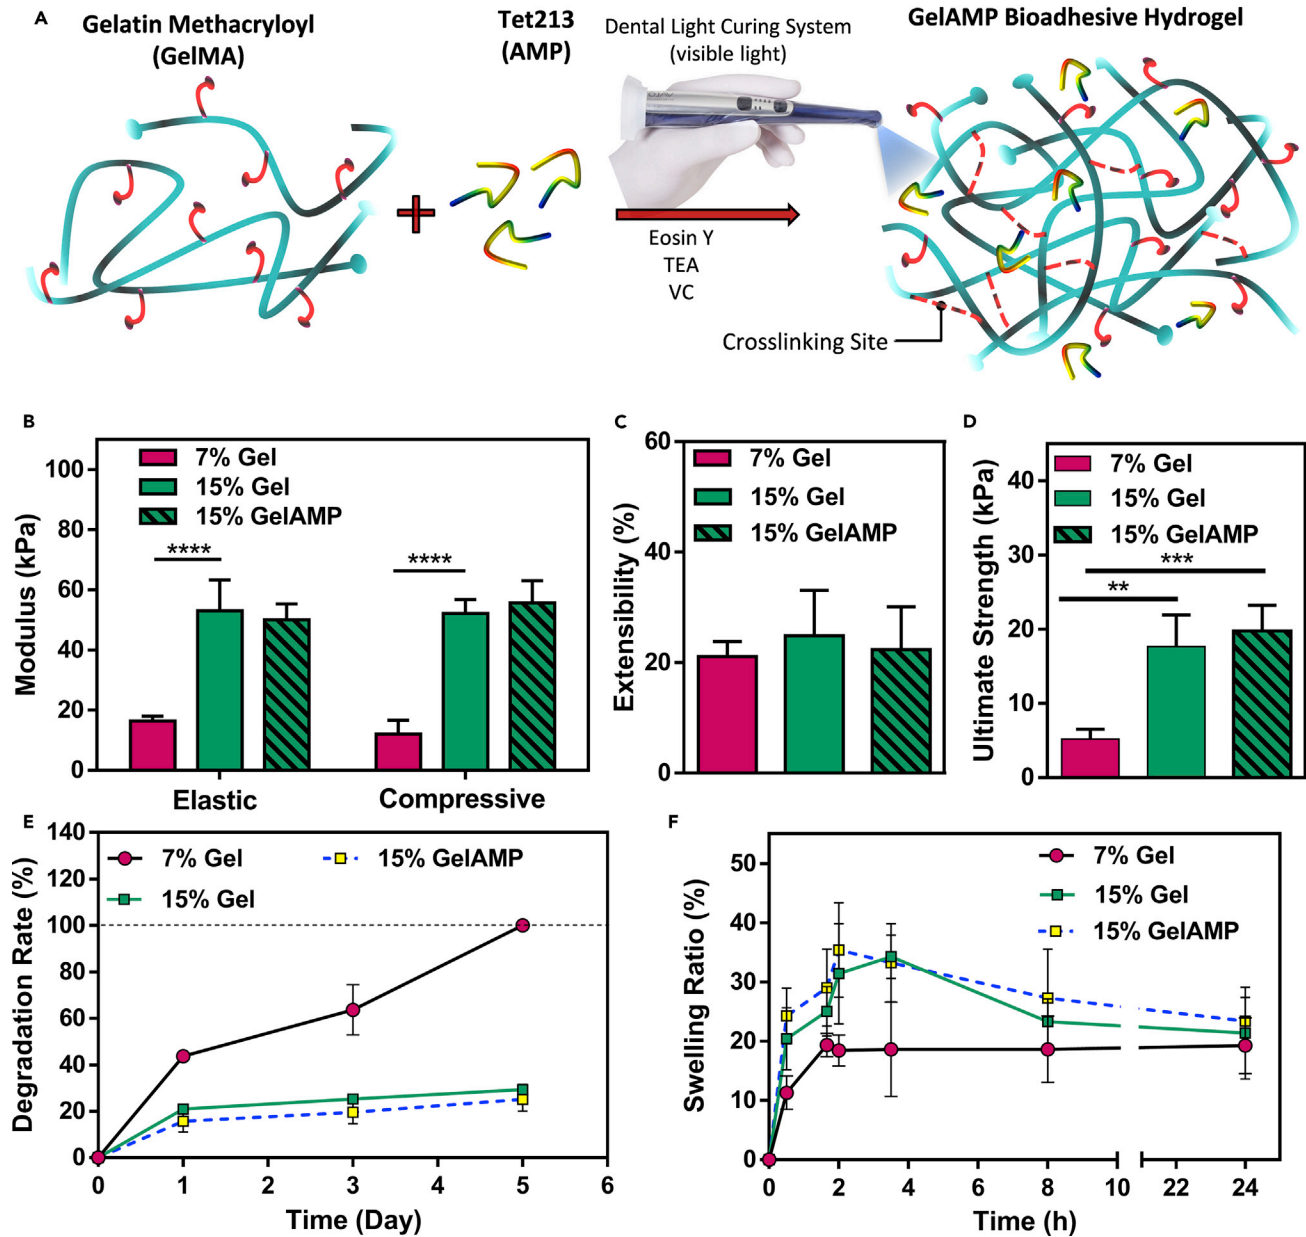 A
Gelatin Methacryloyl
(GelMA)
Tet213
(AMP)
Dental Light Curing System
(visible light)
GelAMP Bioadhesive Hydrogel
Eosin Y
TEA
VC
Crosslinking Site
B
Modulus (kPa)
100
80
60
40
20
0
7% Gel
15% Gel
15% GelAMP
****
****
Elastic
Compressive
C
Extensibility (%)
60
40
20
0
7% Gel
15% Gel
15% GelAMP
D
Ultimate Strength (kPa)
40
30
20
10
0
7% Gel
15% Gel
15% GelAMP
***
**
E
Degradation Rate (%)
140
120
100
80
60
40
20
0
7% Gel
15% GelAMP
15% Gel
0 1 2 3 4 5 6
Time (Day)
F
Swelling Ratio (%)
50
40
30
20
10
0
7% Gel
15% Gel
15% GelAMP
0 2 4 6 8 10 22 24
Time (h)